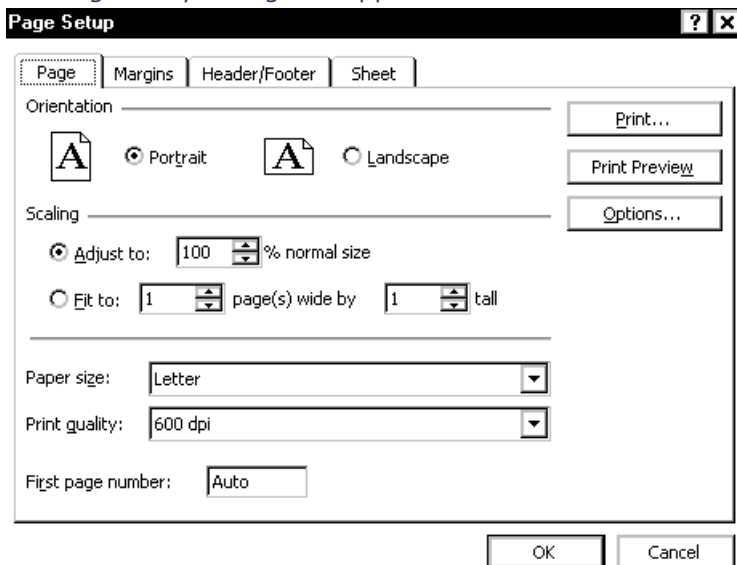 Page Setup
Page Margins Header/Footer Sheet
Orientation
A Portrait A Landscape
Print...
Print Preview
Options...
Scaling
Adjust to: 100 % normal size
Fit to: 1 page(s) wide by 1 tall
Paper size: Letter
Print quality: 600 dpi
First page number: Auto
OK Cancel